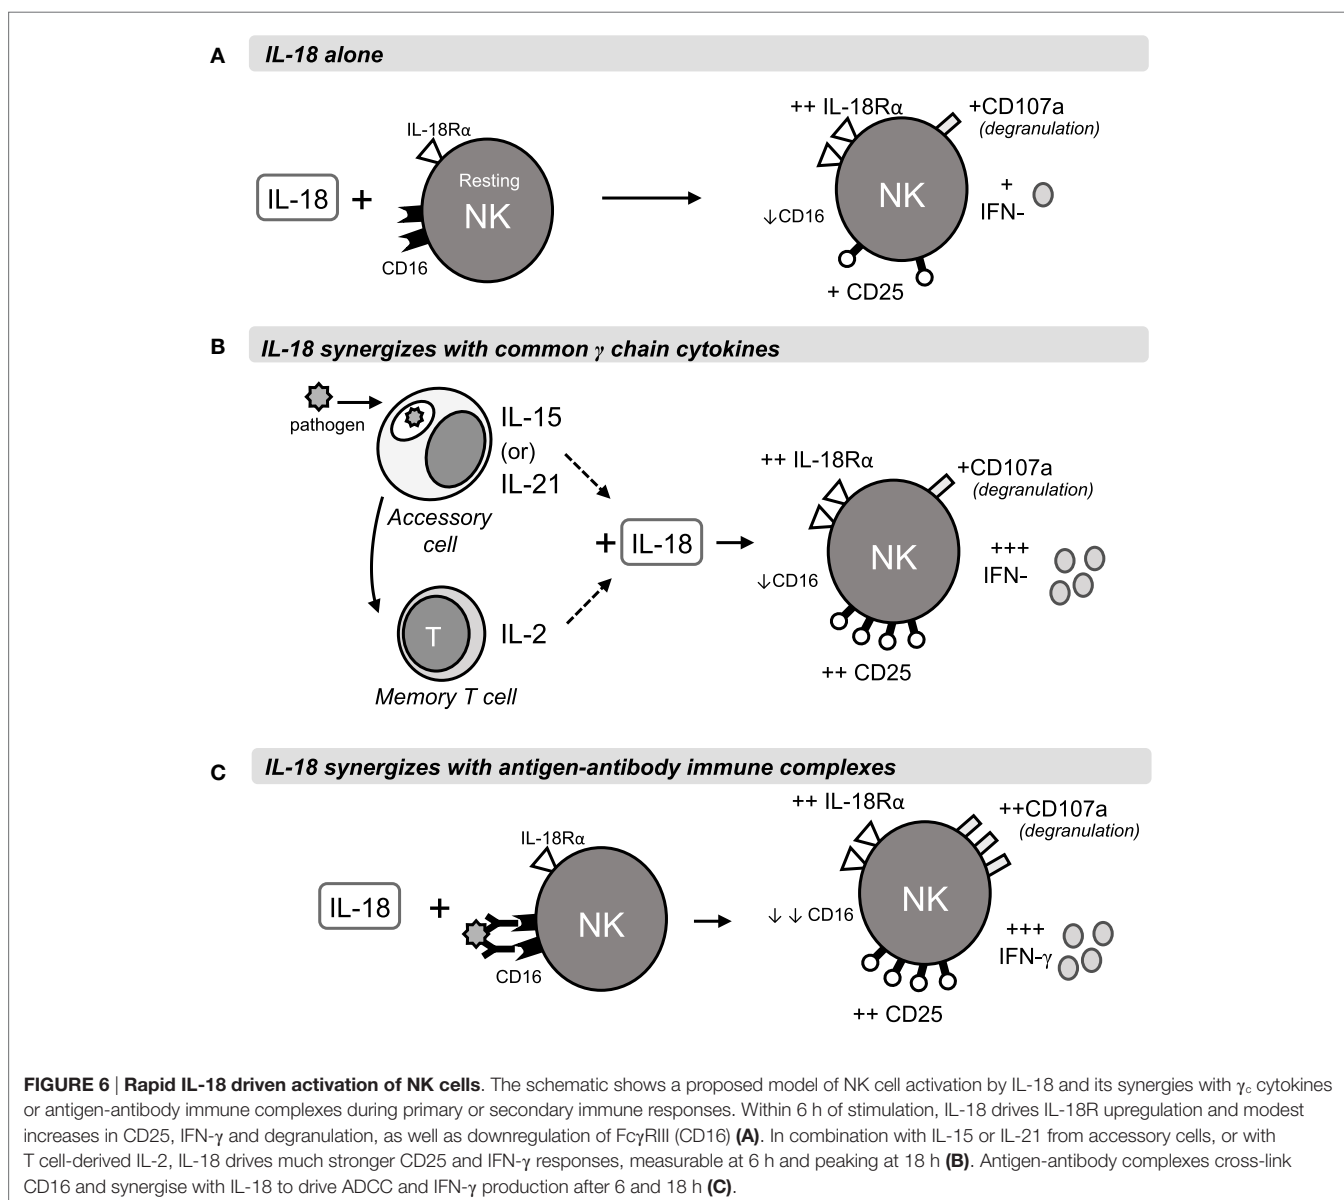 A
IL-18 alone
IL-18Rα
IL-18
+
Resting
NK
CD16
++ IL-18Rα
+CD107a
(degranulation)
NK
+
IFN-
↓CD16
+ CD25
B
IL-18 synergizes with common γ chain cytokines
pathogen
IL-15
(or)
IL-21
Accessory
cell
T
IL-2
Memory T cell
+
IL-18
++ IL-18Rα
+CD107a
(degranulation)
NK
+++
IFN-
↓CD16
++ CD25
C
IL-18 synergizes with antigen-antibody immune complexes
IL-18Rα
IL-18
+
NK
CD16
++ IL-18Rα
++CD107a
(degranulation)
NK
↓ ↓ CD16
+++
IFN-γ
++ CD25
FIGURE 6 | Rapid IL-18 driven activation of NK cells. The schematic shows a proposed model of NK cell activation by IL-18 and its synergies with γc cytokines
or antigen-antibody immune complexes during primary or secondary immune responses. Within 6 h of stimulation, IL-18 drives IL-18R upregulation and modest
increases in CD25, IFN-γ and degranulation, as well as downregulation of FcγRIII (CD16) (A). In combination with IL-15 or IL-21 from accessory cells, or with
T cell-derived IL-2, IL-18 drives much stronger CD25 and IFN-γ responses, measurable at 6 h and peaking at 18 h (B). Antigen-antibody complexes cross-link
CD16 and synergise with IL-18 to drive ADCC and IFN-γ production after 6 and 18 h (C).